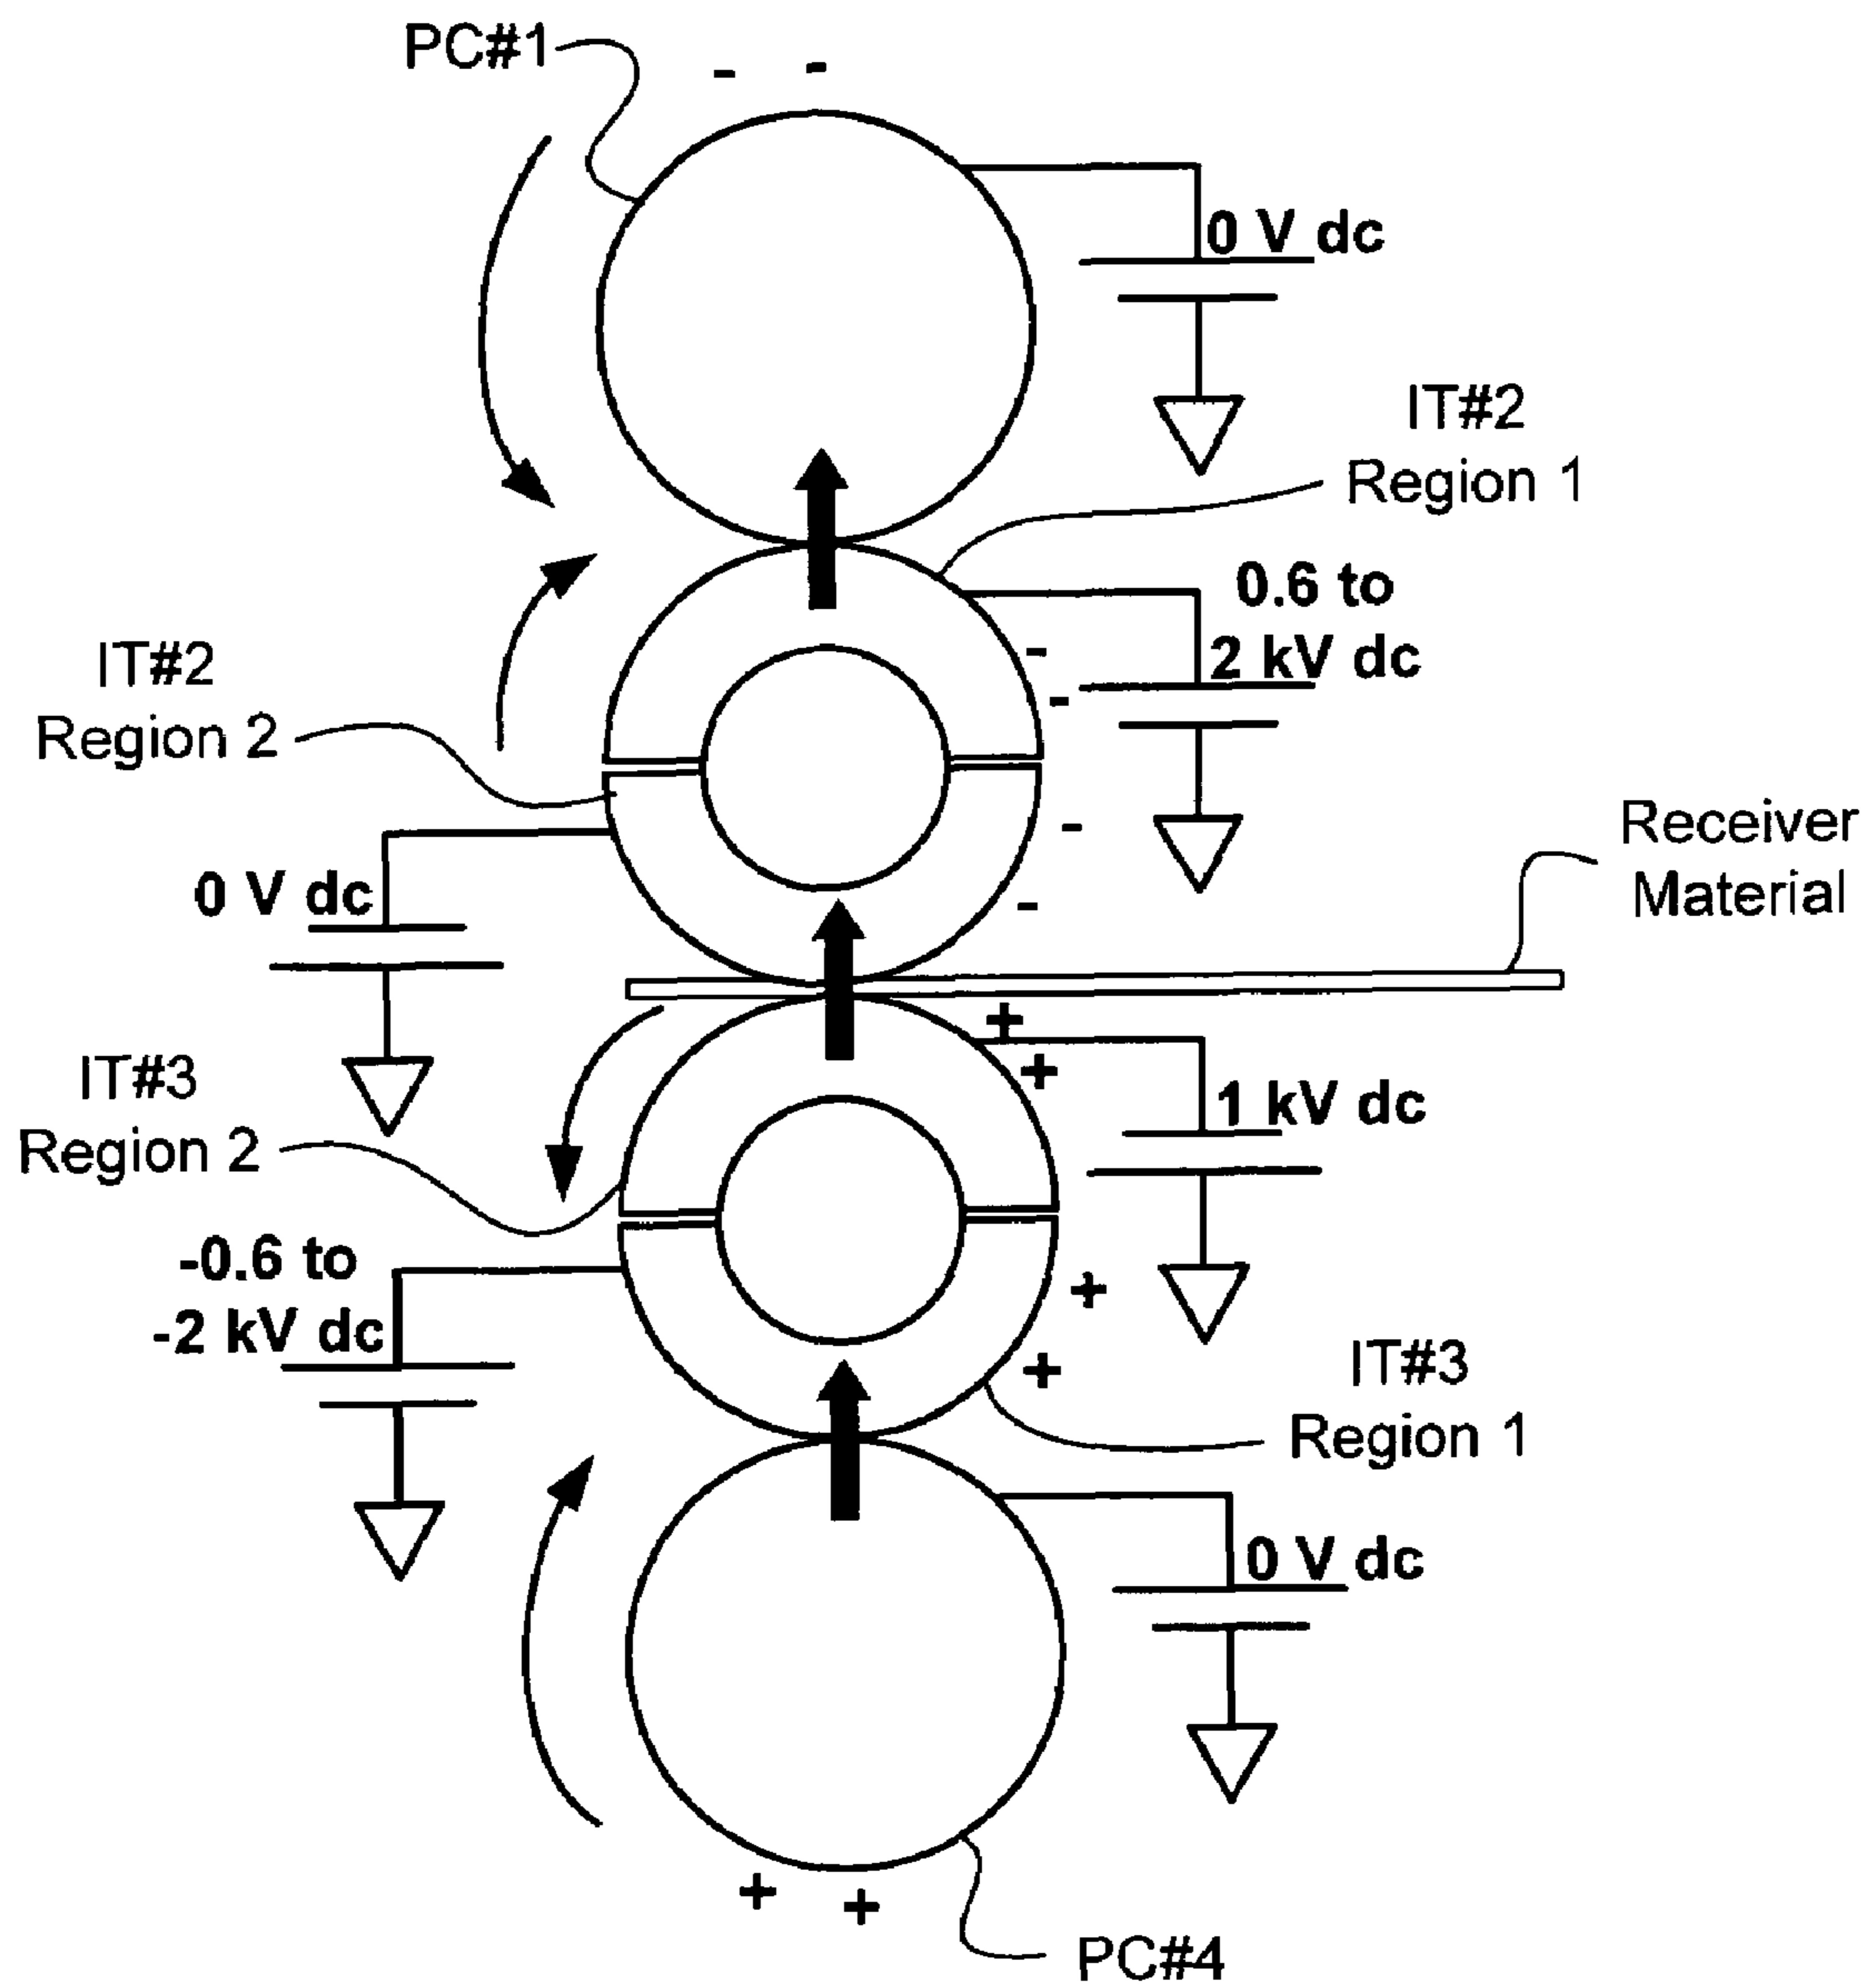 PC#1
- -
0 V dc
IT#2
Region 1
0.6 to
2 kV dc
-
-
IT#2
Region 2
-
-
0 V dc
Receiver
Material
+
+
1 kV dc
IT#3
Region 2
-0.6 to
-2 kV dc
+
+
IT#3
Region 1
0 V dc
+ +
PC#4